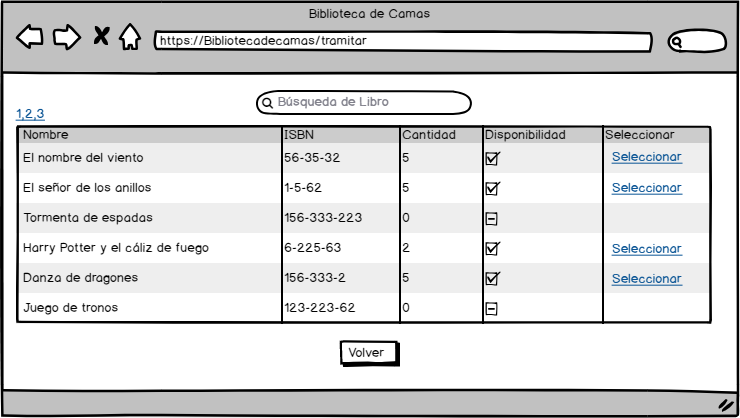 Biblioteca de Camas
https://Bibliotecadecamas/tramitar
Búsqueda de Libro
1,2,3
Nombre ISBN Cantidad Disponibilidad Seleccionar
El nombre del viento 56-35-32 5 Seleccionar
El señor de los anillos 1-5-62 5 Seleccionar
Tormenta de espadas 156-333-223 0
Harry Potter y el cáliz de fuego 6-225-63 2 Seleccionar
Danza de dragones 156-333-2 5 Seleccionar
Juego de tronos 123-223-62 0
Volver